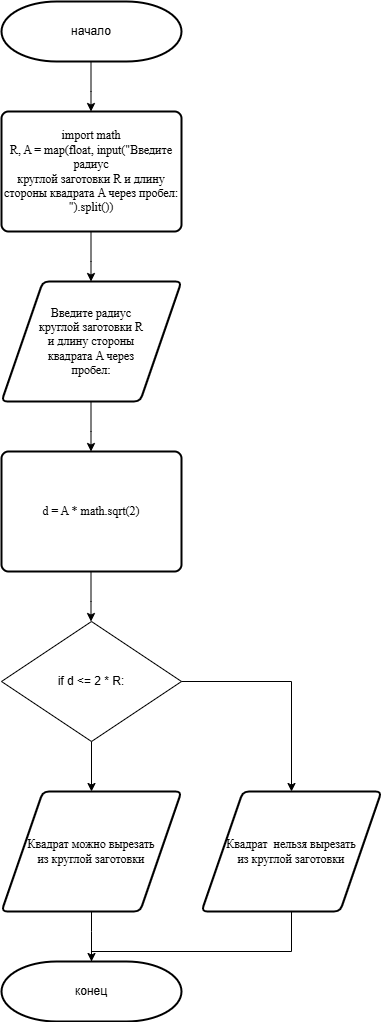 начало
import math
R, A = map(float, input("Введите
радиус
круглой заготовки R и длину
стороны квадрата A через пробел:
").split())
Введите радиус
круглой заготовки R
и длину стороны
квадрата A через
пробел:
d = A * math.sqrt(2)
if d <= 2 * R:
Квадрат можно вырезать
из круглой заготовки
Квадрат  нельзя вырезать
из круглой заготовки
конец